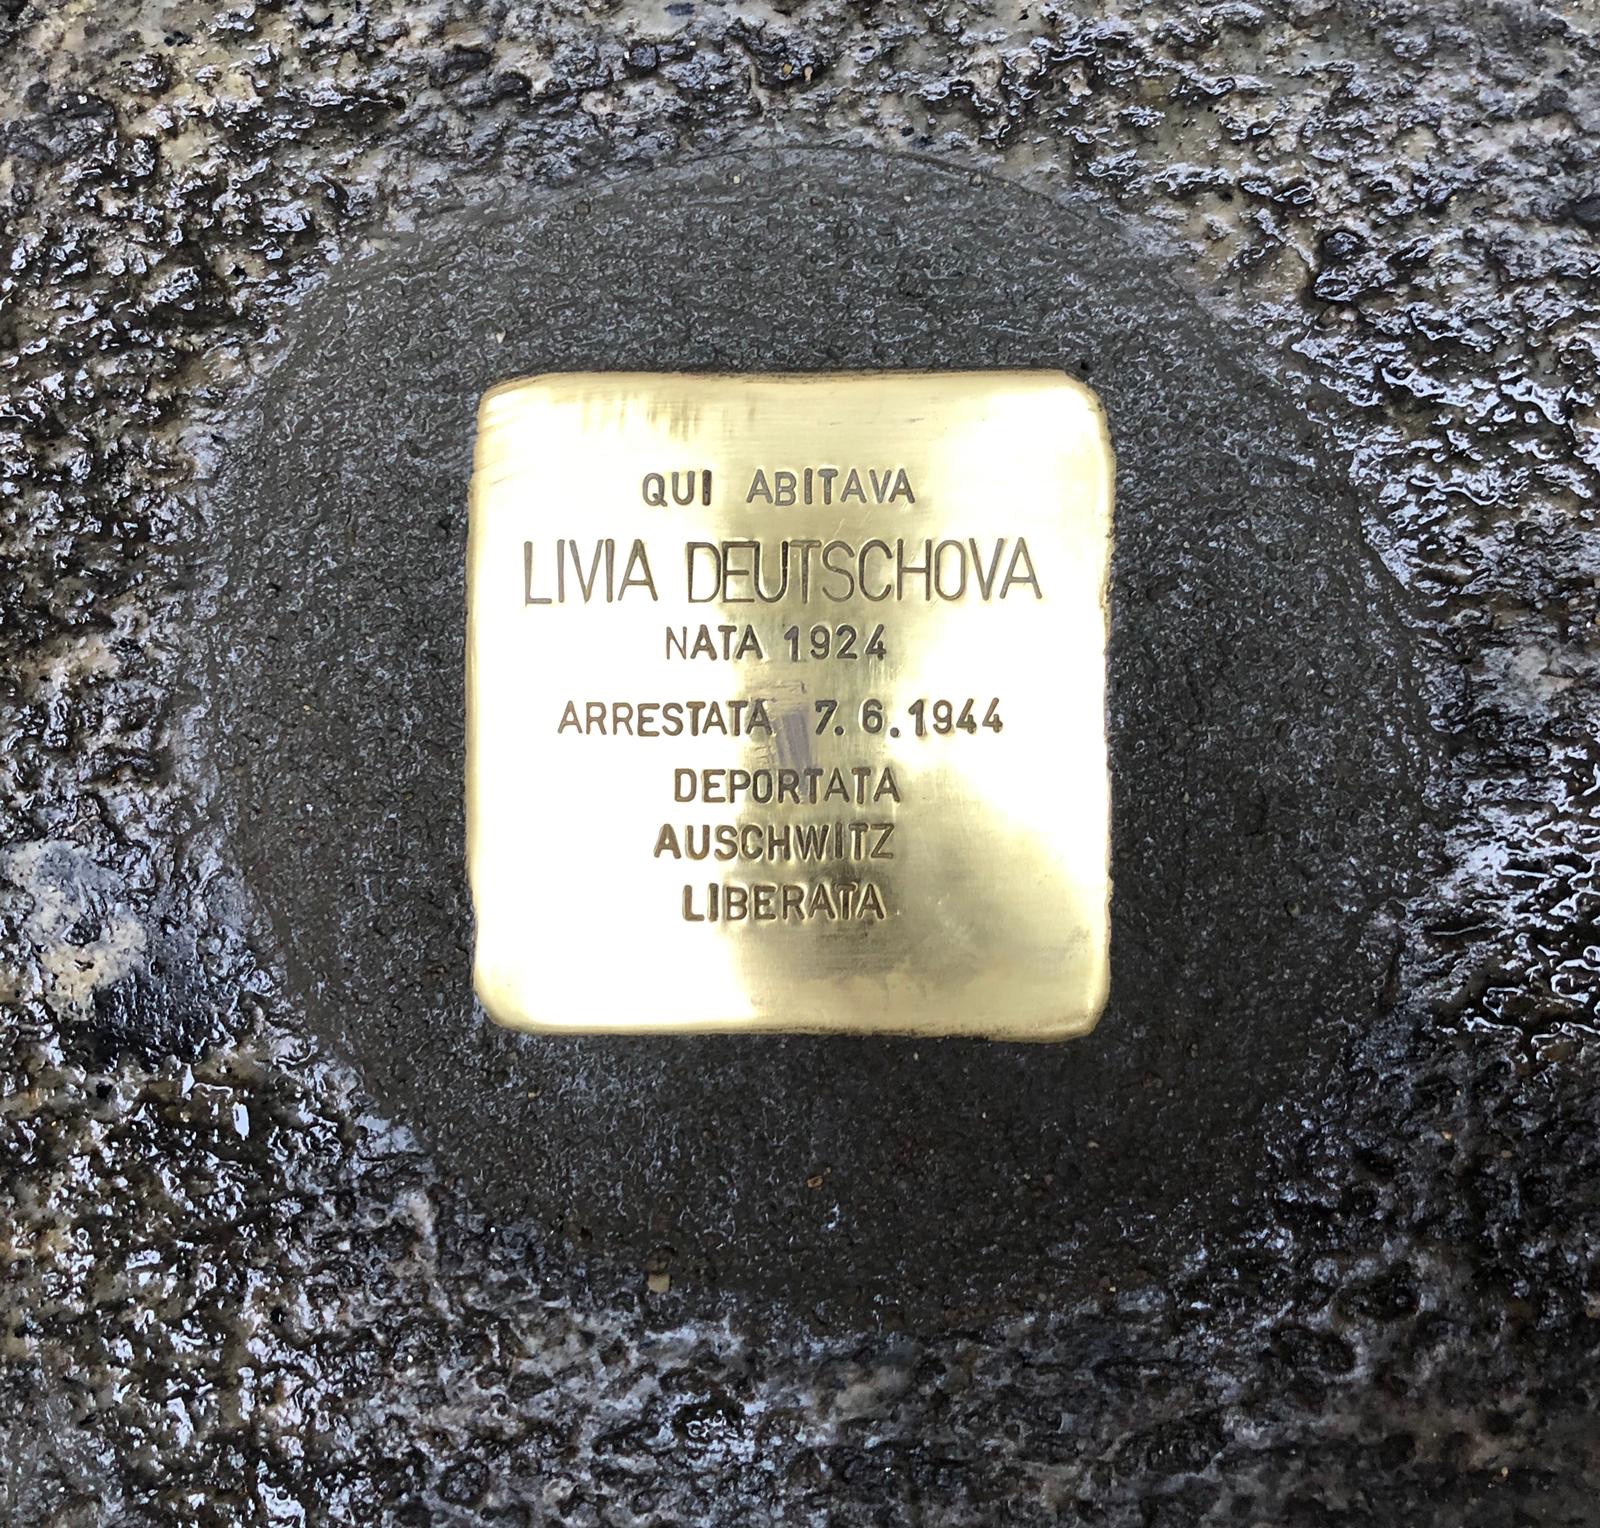 QUI ABITAVA
LIVIA DEUTSCHOVA
NATA 1924
ARRESTATA 7.6.1944
DEPORTATA
AUSCHWITZ
LIBERATA